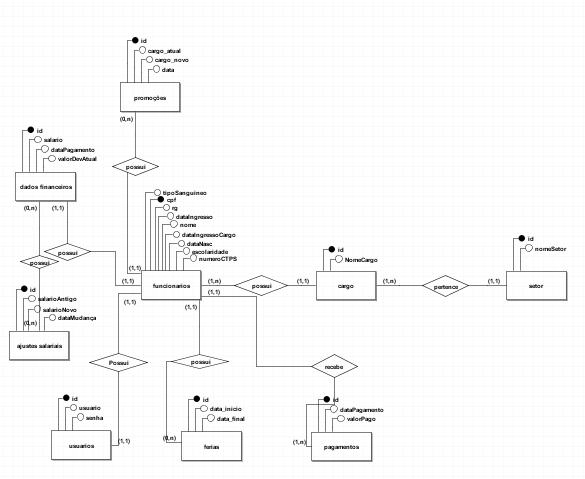 id
cargo_atual
cargo_novo
data
promoções
(0,n)
possui
id
salario
dataPagamento
valorDevAtual
dados financeiros
(0,n)
(1,1)
possui
possui
tipoSanguineo
cpf
rg
dataIngresso
nome
dataIngressoCargo
dataNasc
escolaridade
numeroCTPS
(1,1)
(1,1)
funcionarios
(1,n)
(1,1)
(1,1)
(1,1)
possui
(1,1)
id
NomeCargo
cargo
(1,n)
pertence
(1,1)
id
nomeSetor
setor
id
salarioAntigo
salarioNovo
dataMudança
(0,n)
ajustes salariais
Possui
possui
recebe
id
usuario
senha
usuarios
(1,1)
id
data_inicio
data_final
(0,n)
ferias
id
dataPagamento
valorPago
(1,n)
pagamentos